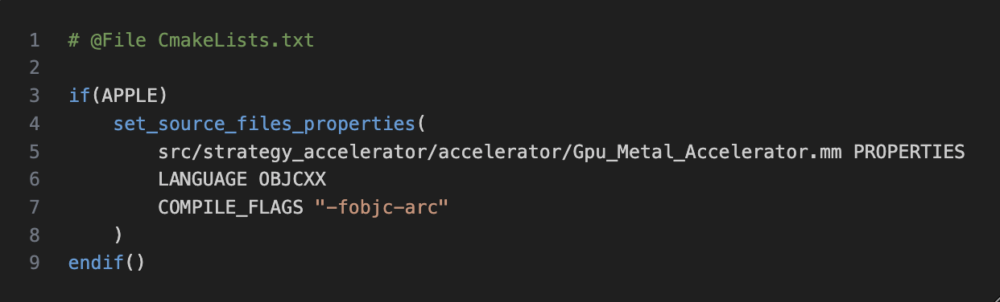 1 # @File CmakeLists.txt
2
3 if(APPLE)
4     set_source_files_properties(
5         src/strategy_accelerator/accelerator/Gpu_Metal_Accelerator.mm PROPERTIES
6         LANGUAGE OBJCXX
7         COMPILE_FLAGS "-fobjc-arc"
8     )
9 endif()